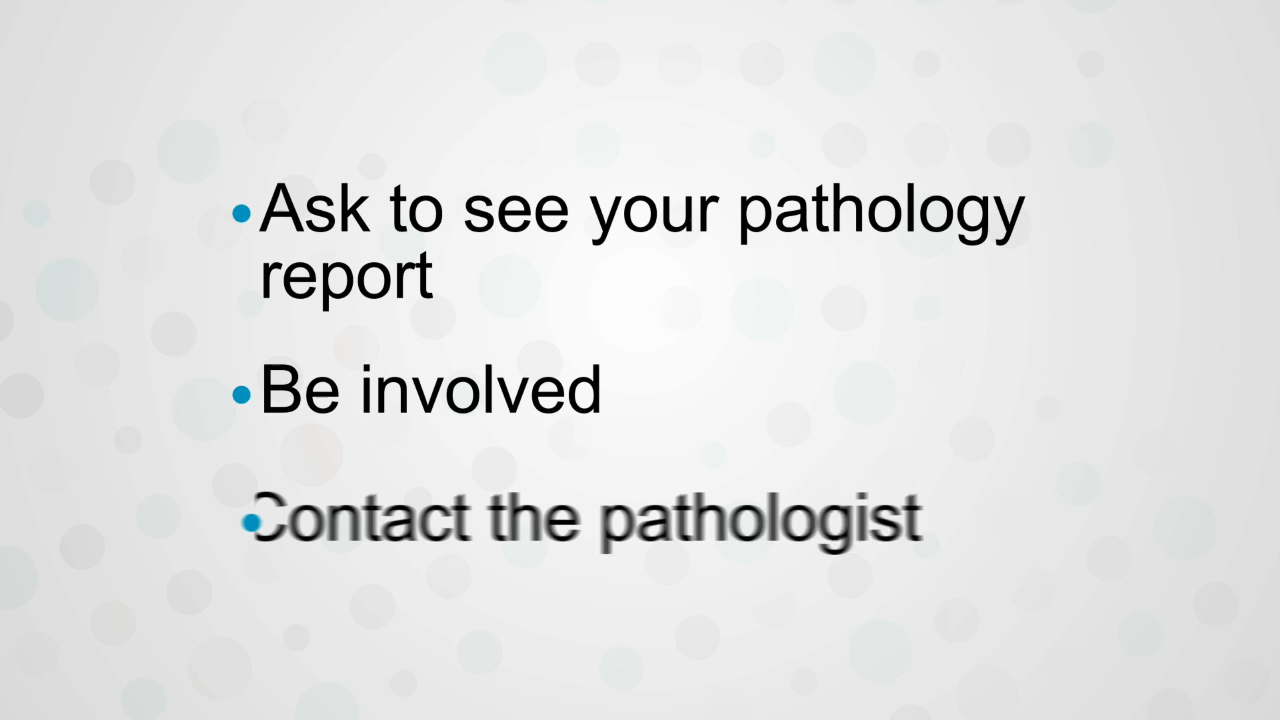 •Ask to see your pathology
report
•Be involved
•Contact the pathologist